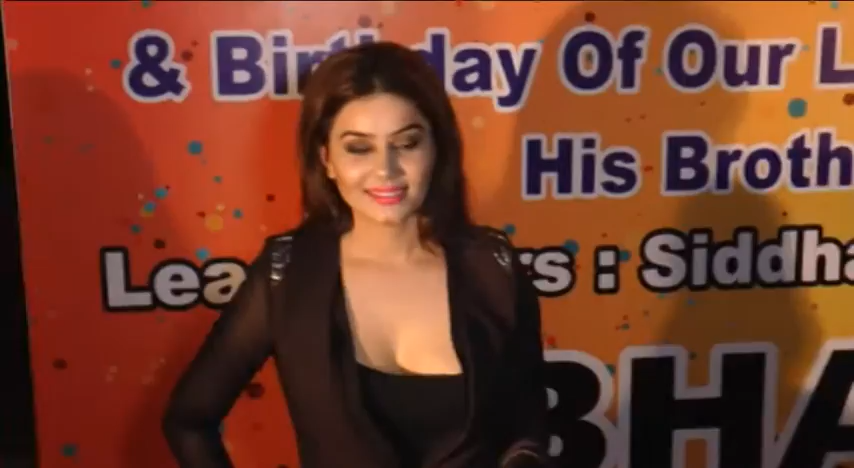 & Birthday Of Our L
His Broth
Lea rs : Siddha
BHA